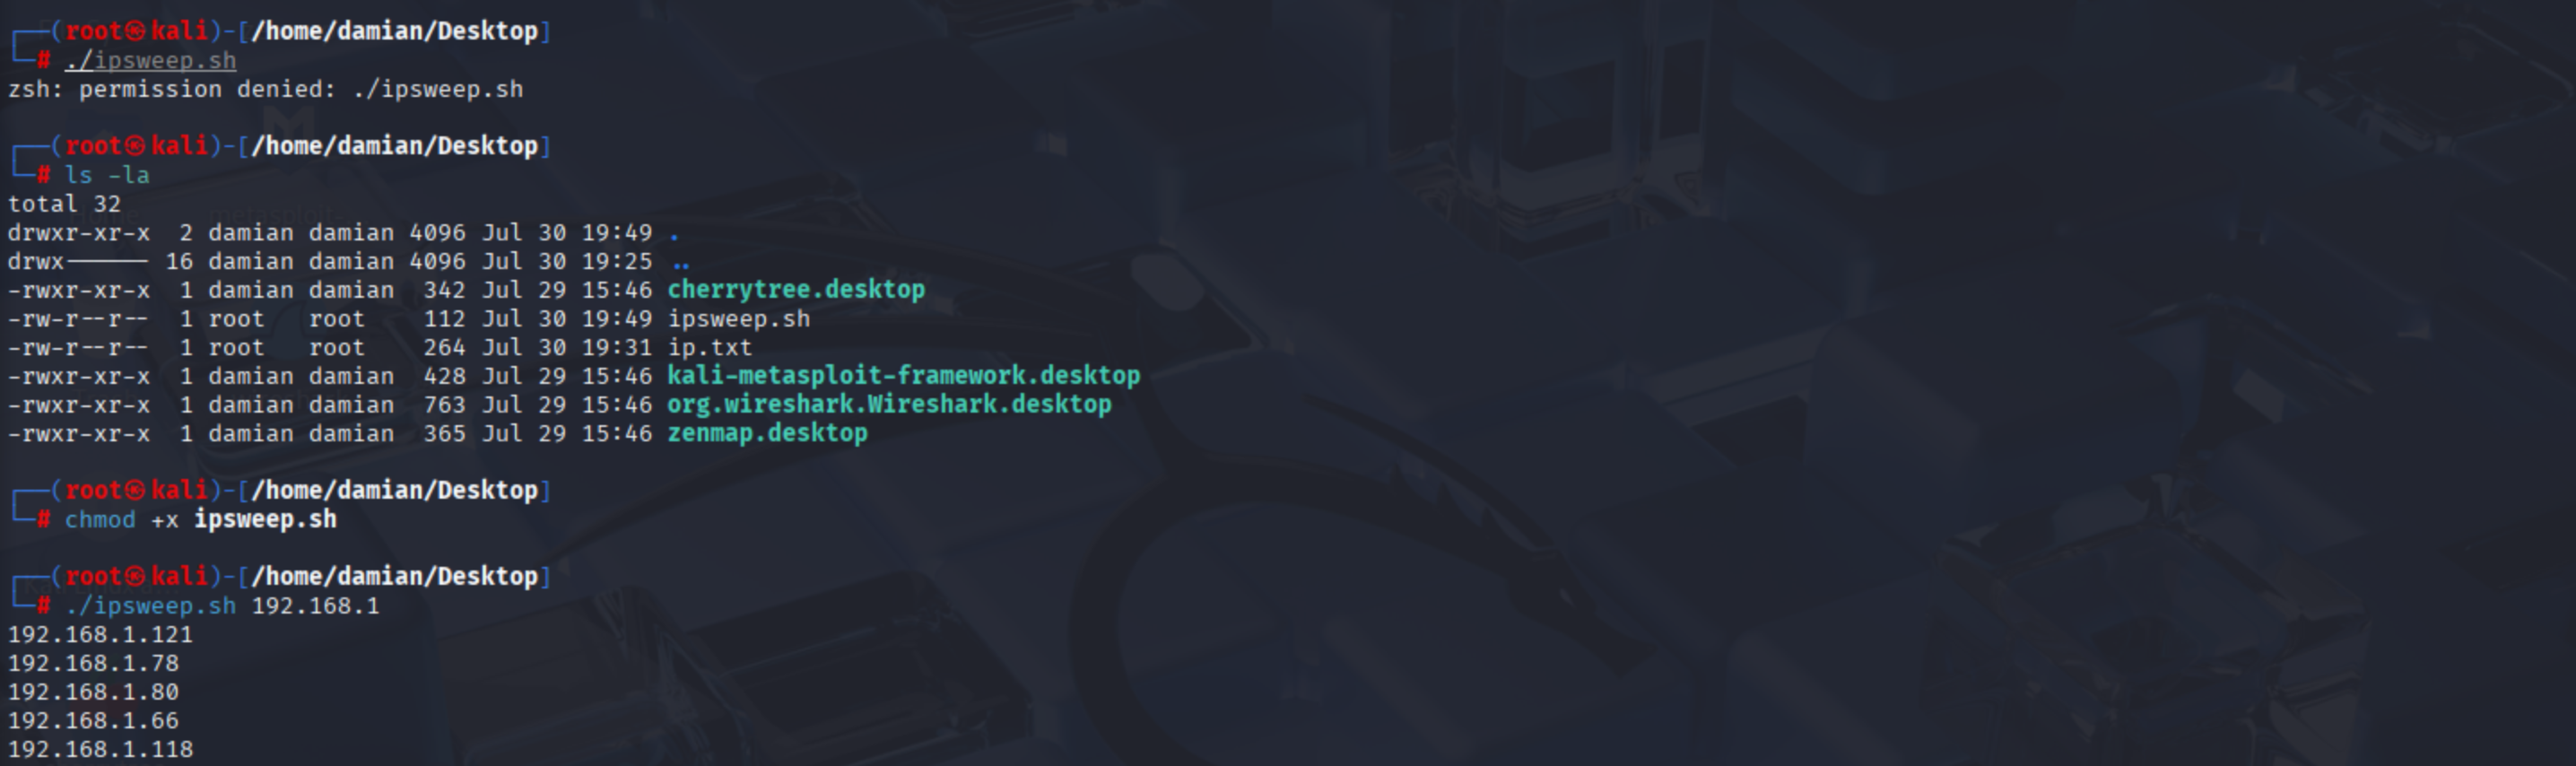 ┌──(root㉿kali)-[/home/damian/Desktop]
└─# ./ipsweep.sh
zsh: permission denied: ./ipsweep.sh
┌──(root㉿kali)-[/home/damian/Desktop]
└─# ls -la
total 32
drwxr-xr-x  2 damian damian 4096 Jul 30 19:49 .
drwx------ 16 damian damian 4096 Jul 30 19:25 ..
-rwxr-xr-x  1 damian damian  342 Jul 29 15:46 cherrytree.desktop
-rw-r--r--  1 root   root    112 Jul 30 19:49 ipsweep.sh
-rw-r--r--  1 root   root    264 Jul 30 19:31 ip.txt
-rwxr-xr-x  1 damian damian  428 Jul 29 15:46 kali-metasploit-framework.desktop
-rwxr-xr-x  1 damian damian  763 Jul 29 15:46 org.wireshark.Wireshark.desktop
-rwxr-xr-x  1 damian damian  365 Jul 29 15:46 zenmap.desktop
┌──(root㉿kali)-[/home/damian/Desktop]
└─# chmod +x ipsweep.sh
┌──(root㉿kali)-[/home/damian/Desktop]
└─# ./ipsweep.sh 192.168.1
192.168.1.121
192.168.1.78
192.168.1.80
192.168.1.66
192.168.1.118